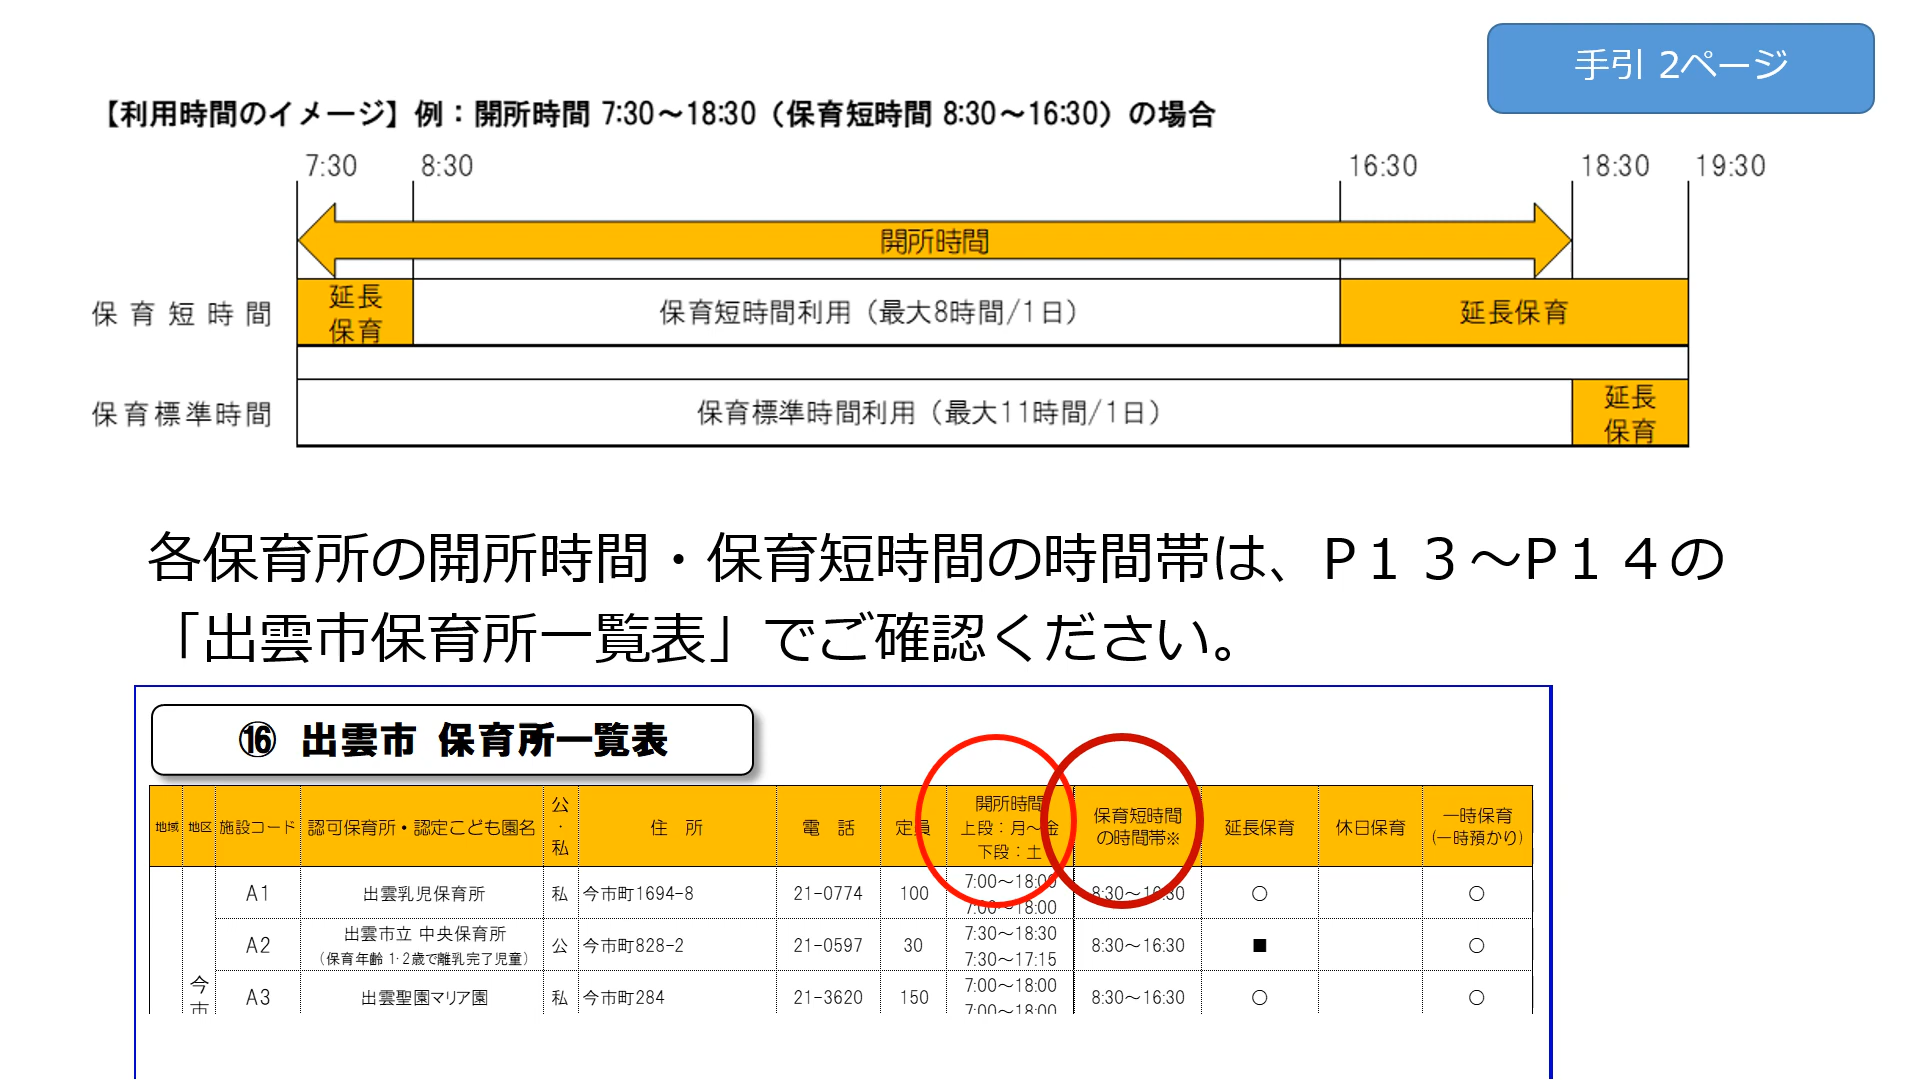 手引 2ページ
【利用時間のイメージ】例：開所時間 7:30～18:30（保育短時間 8:30～16:30）の場合
7:30 8:30 16:30 18:30 19:30
開所時間
保育短時間 延長保育 保育短時間利用（最大8時間/1日） 延長保育
保育標準時間 保育標準時間利用（最大11時間/1日） 延長保育
各保育所の開所時間・保育短時間の時間帯は、P１３～P１４の
「出雲市保育所一覧表」でご確認ください。
⑯ 出雲市 保育所一覧表
地域 地区 施設コード 認可保育所・認定こども園名 公・私 住 所 電 話 定員 開所時間 上段：月～金 下段：土 保育短時間の時間帯※ 延長保育 休日保育 一時保育(一時預かり)
A1 出雲乳児保育所 私 今市町1694-8 21-0774 100 7:00～18:00 7:00～18:00 8:30～16:30 ○ ○
A2 出雲市立 中央保育所（保育年齢 1･2歳で離乳完了児童） 公 今市町828-2 21-0597 30 7:30～18:30 7:30～17:15 8:30～16:30 ■ ○
今市 A3 出雲聖園マリア園 私 今市町284 21-3620 150 7:00～18:00 7:00～18:00 8:30～16:30 ○ ○